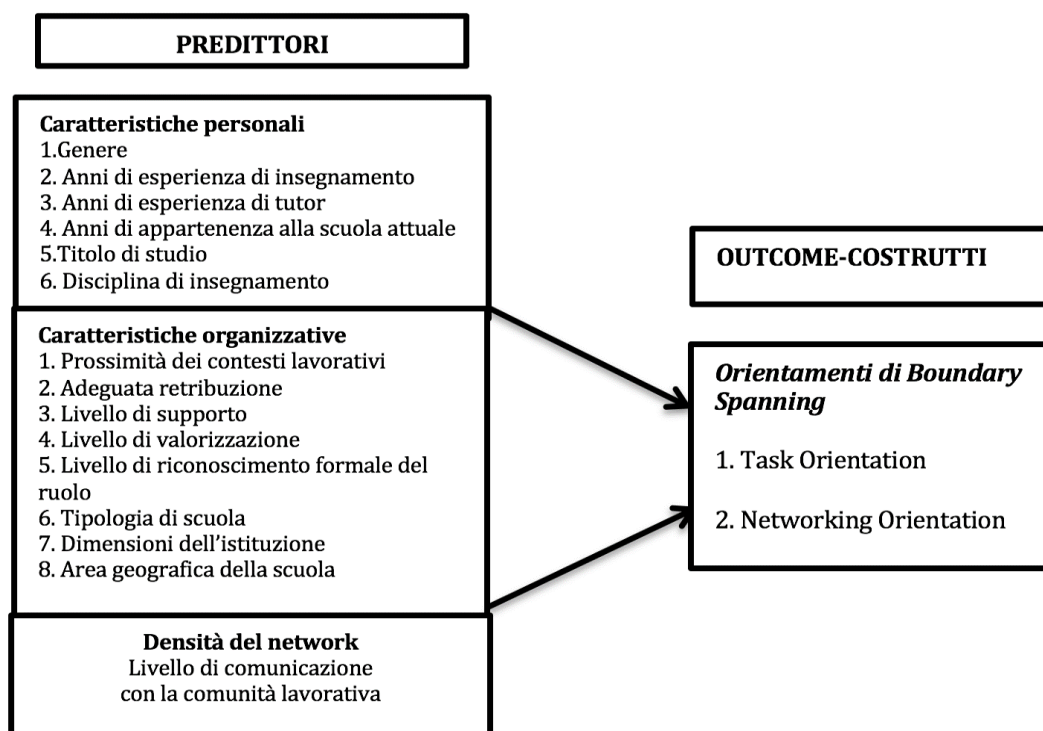 PREDITTORI
Caratteristiche personali
1.Genere
2. Anni di esperienza di insegnamento
3. Anni di esperienza di tutor
4. Anni di appartenenza alla scuola attuale
5.Titolo di studio
6. Disciplina di insegnamento
Caratteristiche organizzative
1. Prossimità dei contesti lavorativi
2. Adeguata retribuzione
3. Livello di supporto
4. Livello di valorizzazione
5. Livello di riconoscimento formale del
ruolo
6. Tipologia di scuola
7. Dimensioni dell'istituzione
8. Area geografica della scuola
Densità del network
Livello di comunicazione
con la comunità lavorativa
OUTCOME-COSTRUTTI
Orientamenti di Boundary
Spanning
1. Task Orientation
2. Networking Orientation